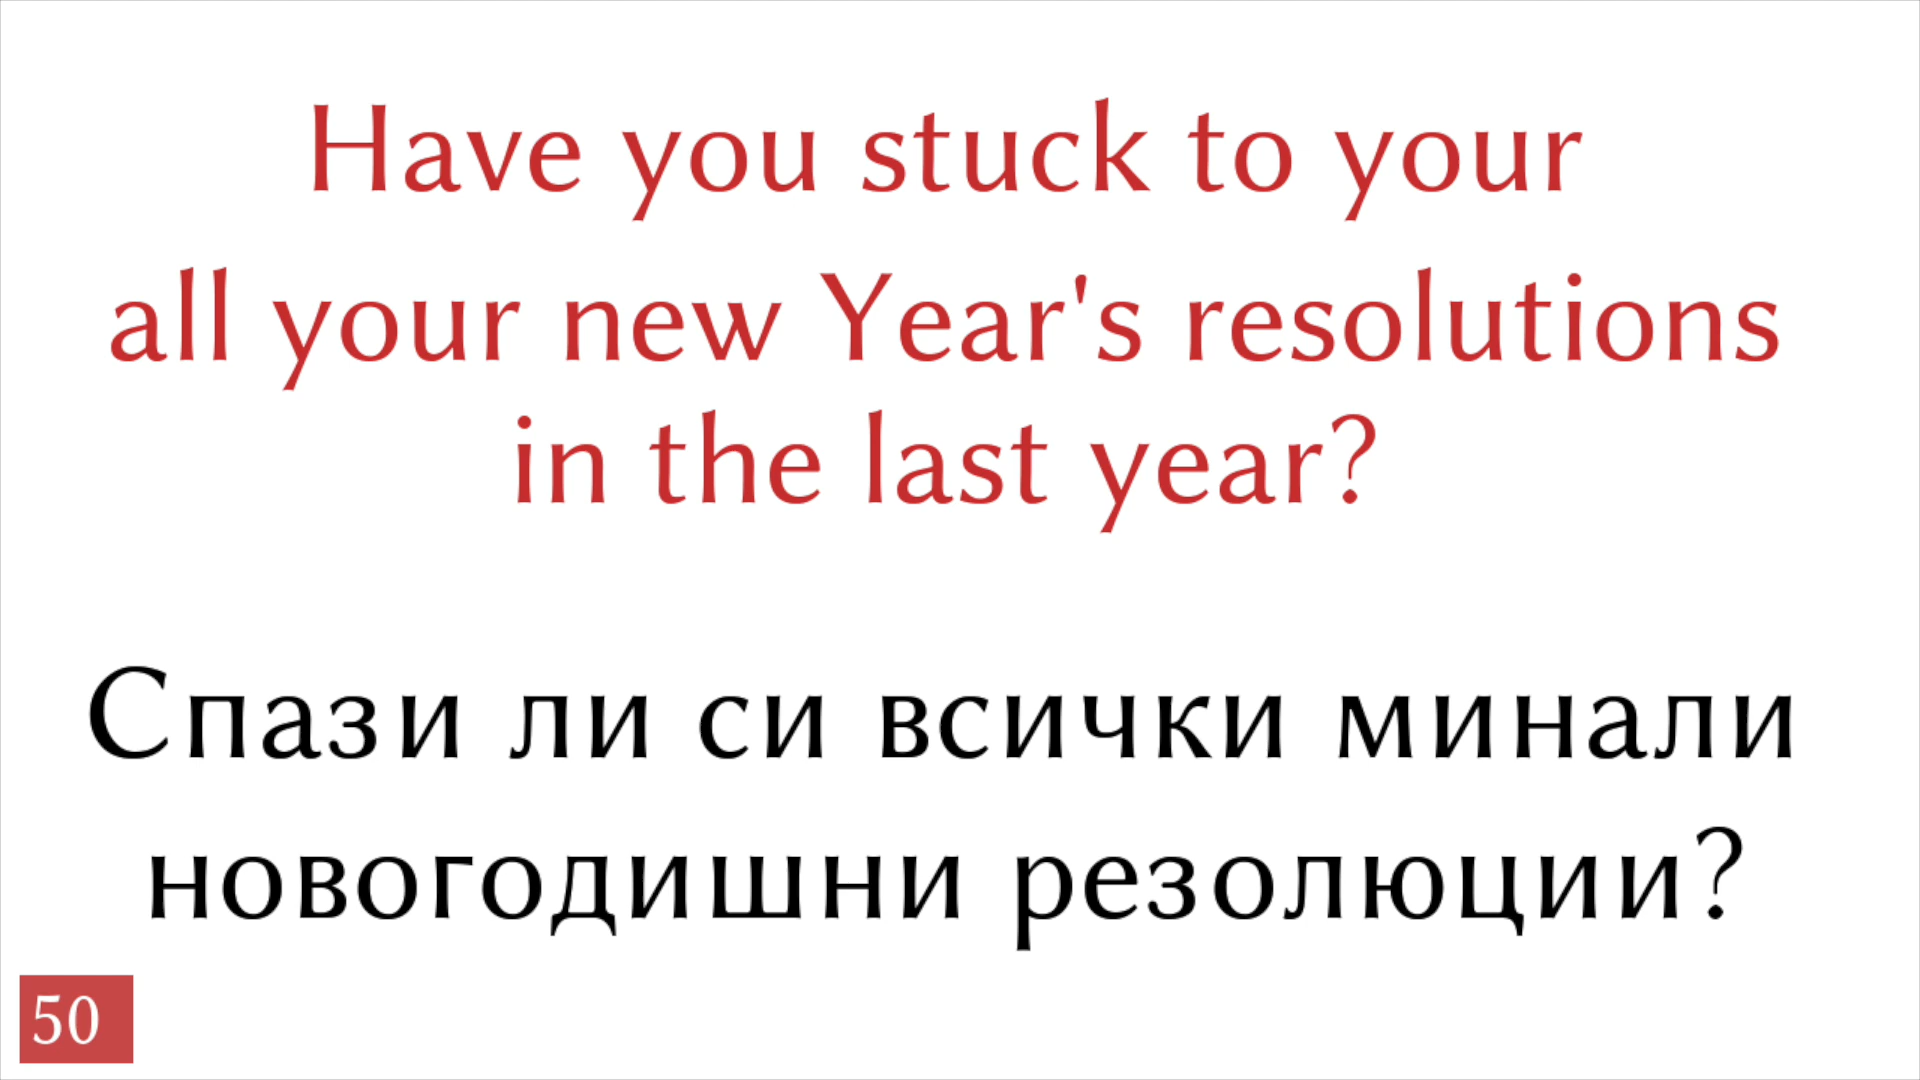 Have you stuck to your
all your new Year's resolutions
in the last year?
Спази ли си всички минали
новогодишни резолюции?
50